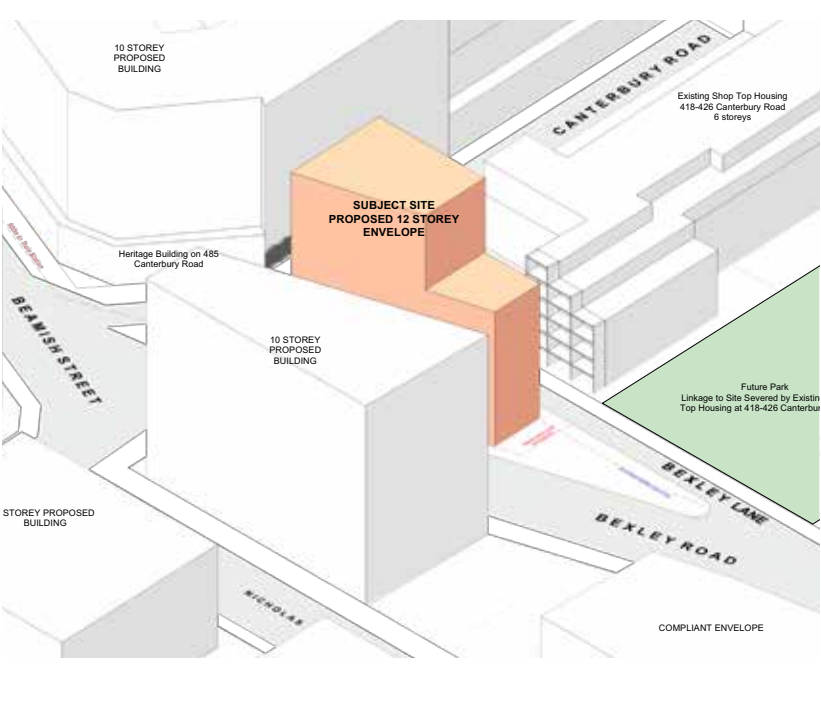 10 STOREY
PROPOSED
BUILDING
CANTERBURY ROAD
Existing Shop Top Housing
418-426 Canterbury Road
6 storeys
SUBJECT SITE
PROPOSED 12 STOREY
ENVELOPE
Heritage Building on 485
Canterbury Road
BEAMISH STREET
10 STOREY
PROPOSED
BUILDING
Future Park
Linkage to Site Severed by Existin
Top Housing at 418-426 Canterbur
BEXLEY LANE
BEXLEY ROAD
STOREY PROPOSED
BUILDING
NICHOLAS
COMPLIANT ENVELOPE